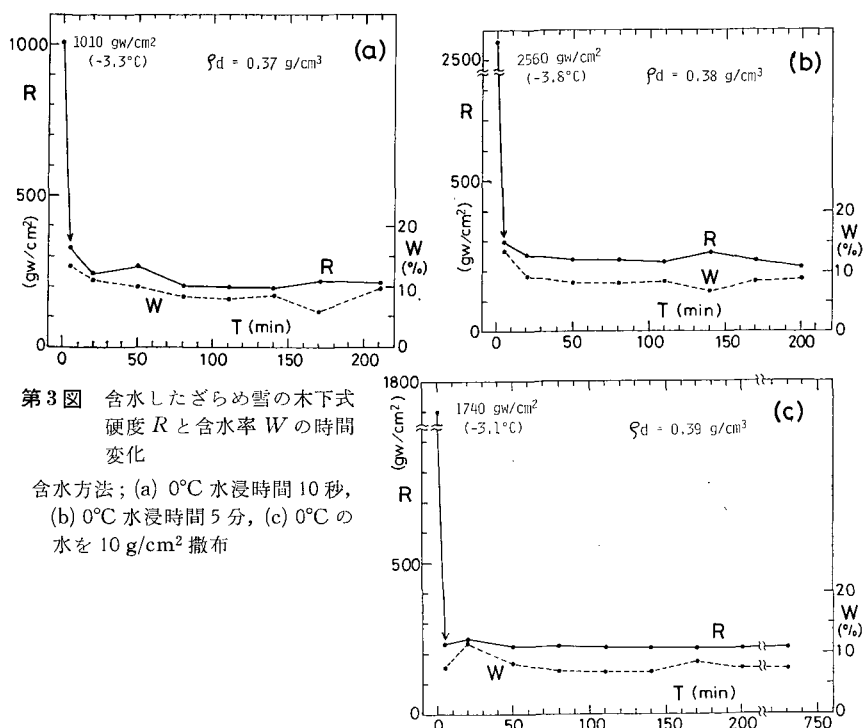 1000
1010 gw/cm²
(-3.3°C)
ρd = 0.37 g/cm³
(a)
R
500
(gw/cm²)
0
20
W
(%)
10
0
R
W
T (min)
0 50 100 150 200
2500
2560 gw/cm²
(-3.8°C)
ρd = 0.38 g/cm³
(b)
R
500
(gw/cm²)
0
20
W
(%)
10
0
R
W
T (min)
0 50 100 150 200
第3図 含水したざらめ雪の木下式
硬度 R と含水率 W の時間
変化
含水方法；(a) 0°C 水浸時間 10 秒，
(b) 0°C 水浸時間 5 分，(c) 0°C の
水を 10 g/cm² 撒布
1800
(gw/cm²)
1740 gw/cm²
(-3.1°C)
ρd = 0.39 g/cm³
(c)
R
500
0
20
W
(%)
10
0
R
W
T (min)
0 50 100 150 200 750